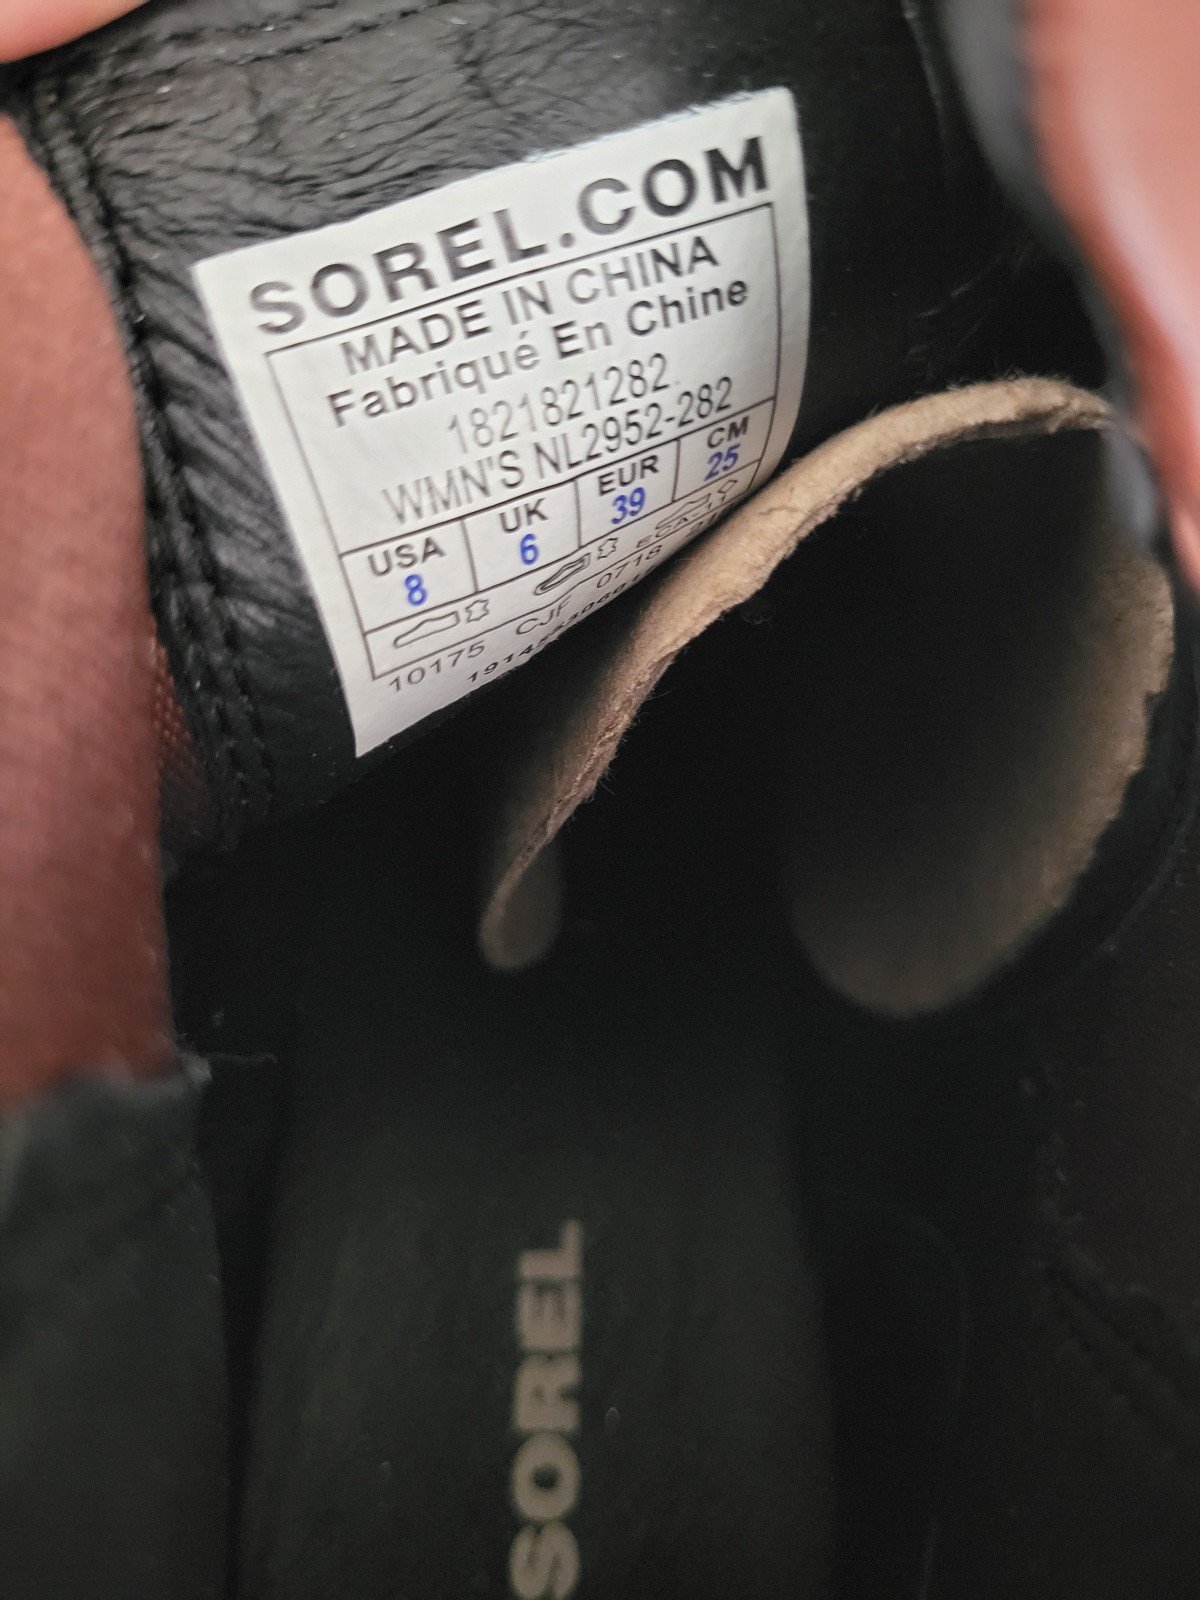 SOREL.COM
MADE IN CHINA
Fabriqué En Chine
1821821282
WMN'S NL2952-282
USA UK EUR CM
8 6 39 25
10175 CJF 0718
SOREL